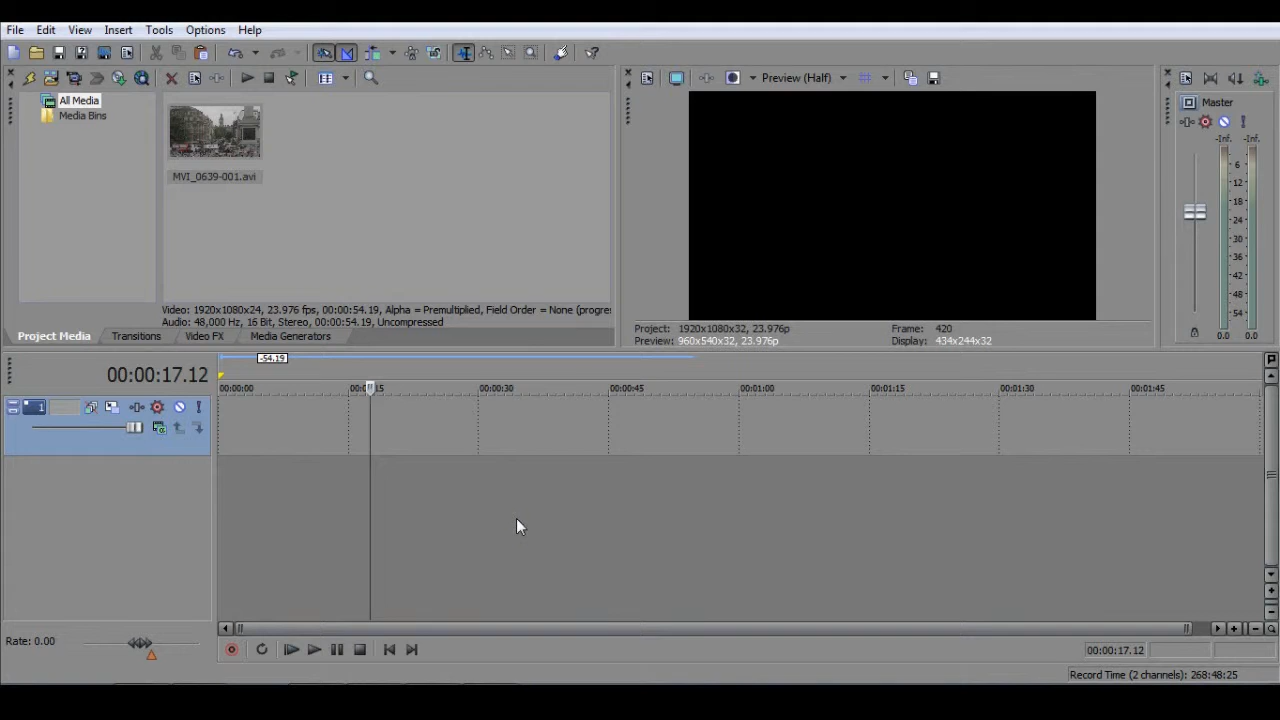 File Edit View Insert Tools Options Help
Preview (Half)
All Media
Media Bins
MVI_0639-001.avi
Master
-Inf. -Inf.
6
12
18
24
30
36
42
48
54
0.0 0.0
Video: 1920x1080x24, 23.976 fps, 00:00:54.19, Alpha = Premultiplied, Field Order = None (progre
Audio: 48,000 Hz, 16 Bit, Stereo, 00:00:54.19, Uncompressed
Project Media Transitions Video FX Media Generators
Project: 1920x1080x32, 23.976p Frame: 420
Preview: 960x540x32, 23.976p Display: 434x244x32
-54.19
00:00:17.12
00:00:00 00:00:15 00:00:30 00:00:45 00:01:00 00:01:15 00:01:30 00:01:45
1
Rate: 0.00
00:00:17.12
Record Time (2 channels): 268:48:25